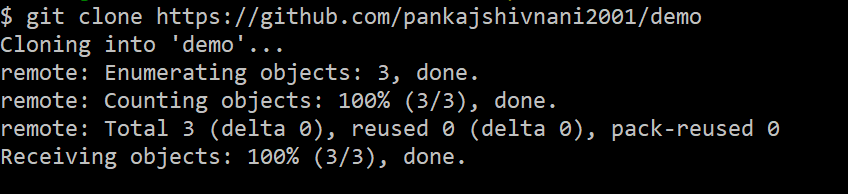 $ git clone https://github.com/pankajshivnani2001/demo
Cloning into 'demo'...
remote: Enumerating objects: 3, done.
remote: Counting objects: 100% (3/3), done.
remote: Total 3 (delta 0), reused 0 (delta 0), pack-reused 0
Receiving objects: 100% (3/3), done.